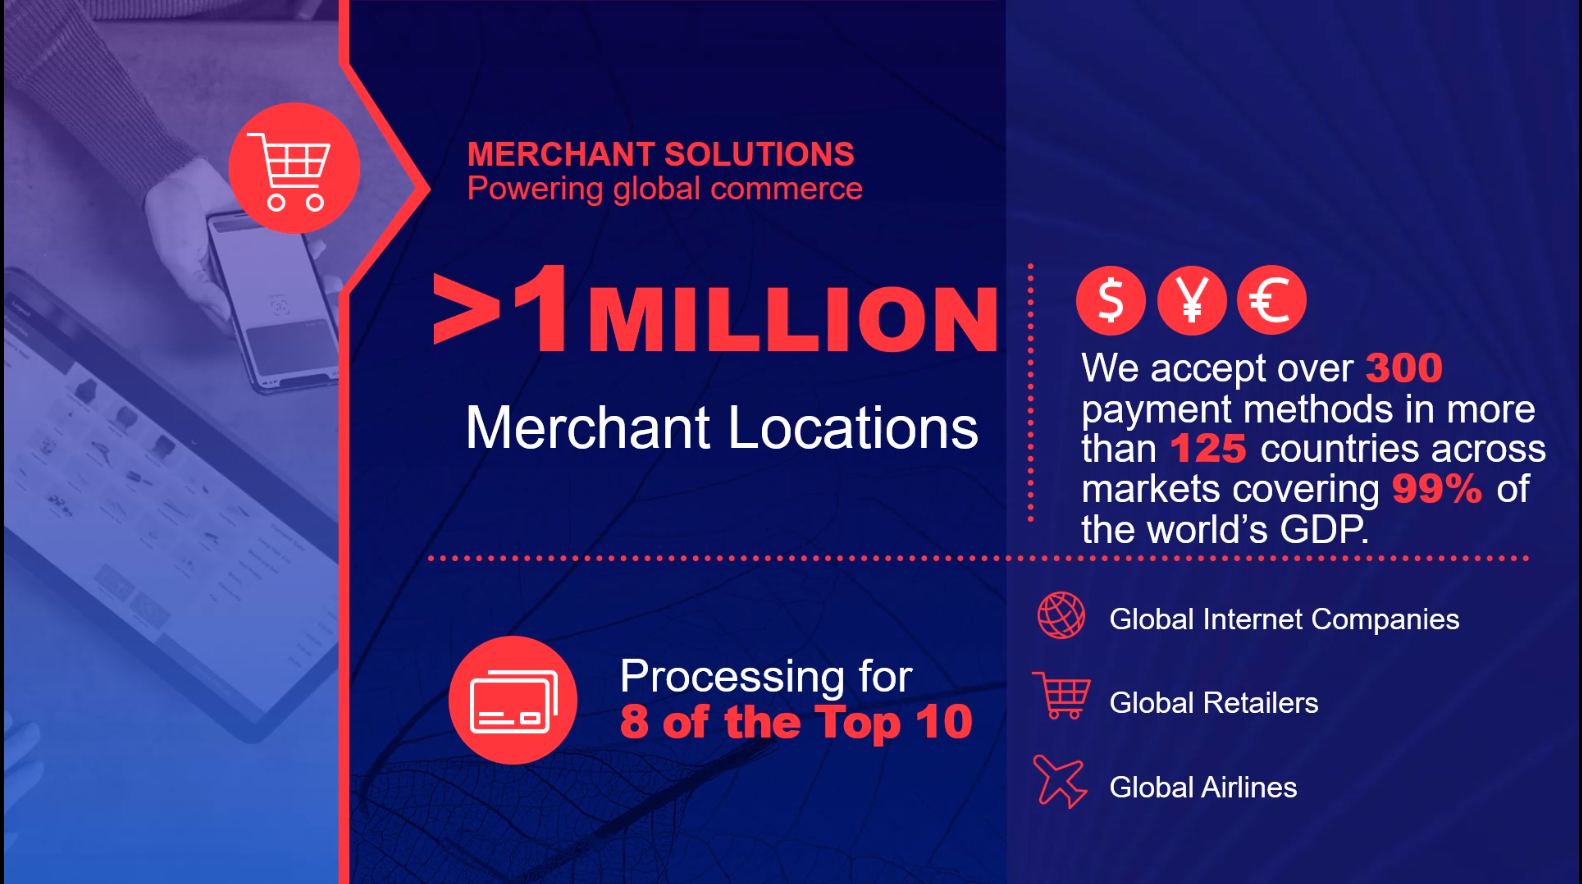 MERCHANT SOLUTIONS
Powering global commerce
>1 MILLION
Merchant Locations
$ ¥ €
We accept over 300
payment methods in more
than 125 countries across
markets covering 99% of
the world’s GDP.
Processing for
8 of the Top 10
Global Internet Companies
Global Retailers
Global Airlines